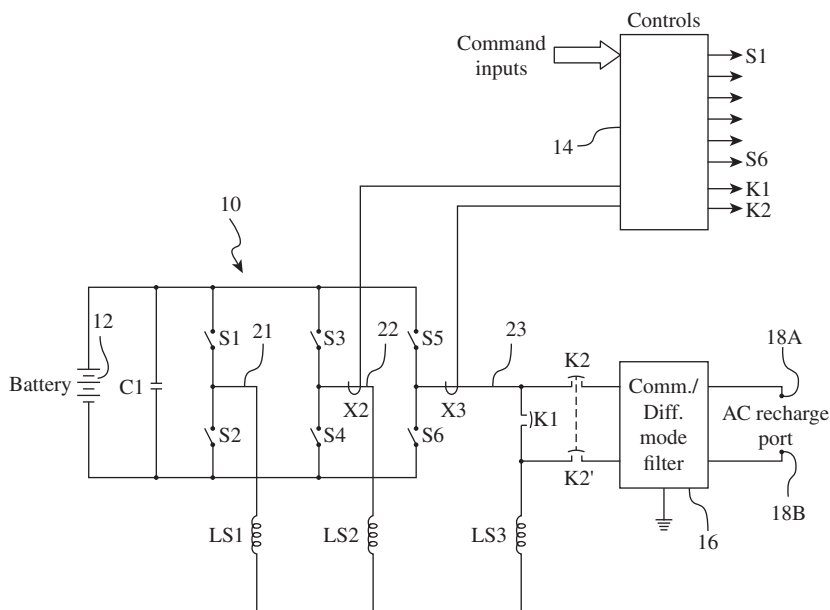 Controls
Command
inputs
S1
14
S6
K1
K2
10
12
Battery
C1
S1
21
S3
22
S5
23
X2
X3
S2
S4
S6
K2
K1
K2'
Comm./
Diff.
mode
filter
18A
AC recharge
port
18B
16
LS1
LS2
LS3